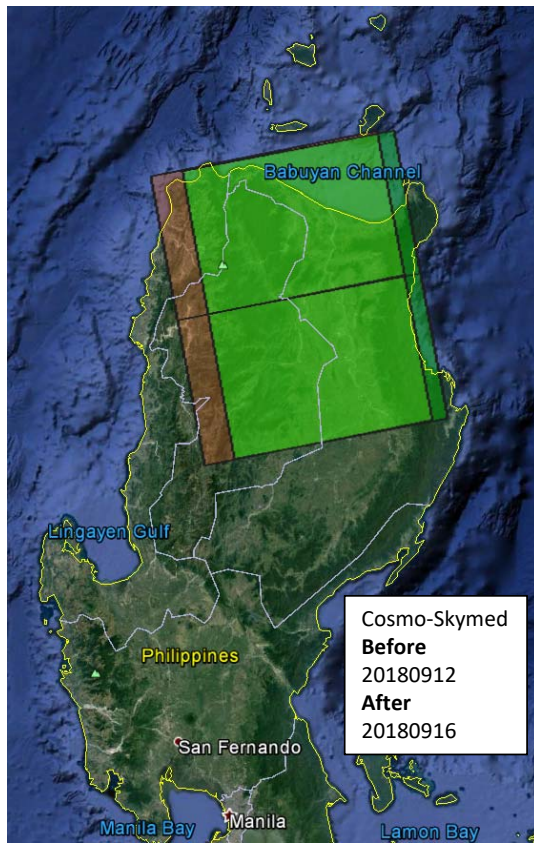 Babuyan Channel
Lingayen Gulf
Philippines
Cosmo-Skymed
Before
20180912
After
20180916
San Fernando
Manila
Manila Bay
Lamon Bay